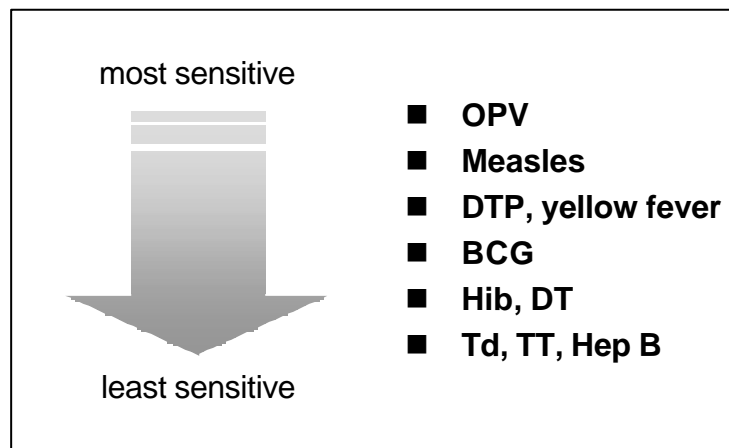 most sensitive
■ OPV
■ Measles
■ DTP, yellow fever
■ BCG
■ Hib, DT
■ Td, TT, Hep B
least sensitive